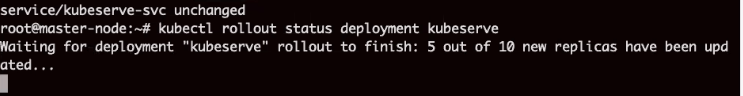 service/kubeserve-svc unchanged
root@master-node:~# kubectl rollout status deployment kubeserve
Waiting for deployment "kubeserve" rollout to finish: 5 out of 10 new replicas have been upd
ated...